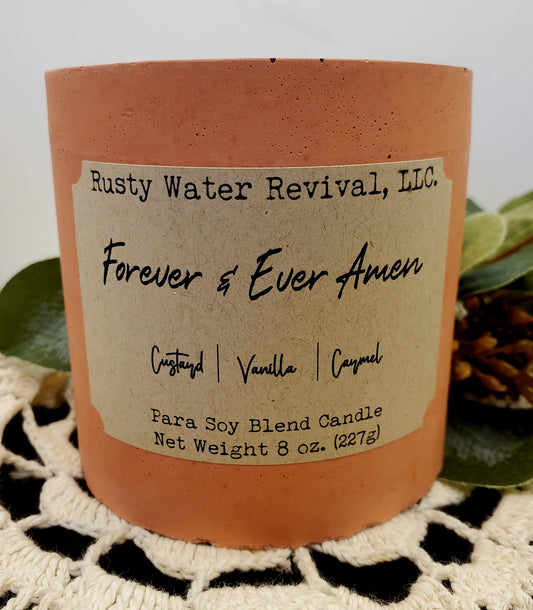 Rusty Water Revival, LLC.
Forever & Ever Amen
Custard | Vanilla | Caramel
Para Soy Blend Candle
Net Weight 8 oz. (227g)